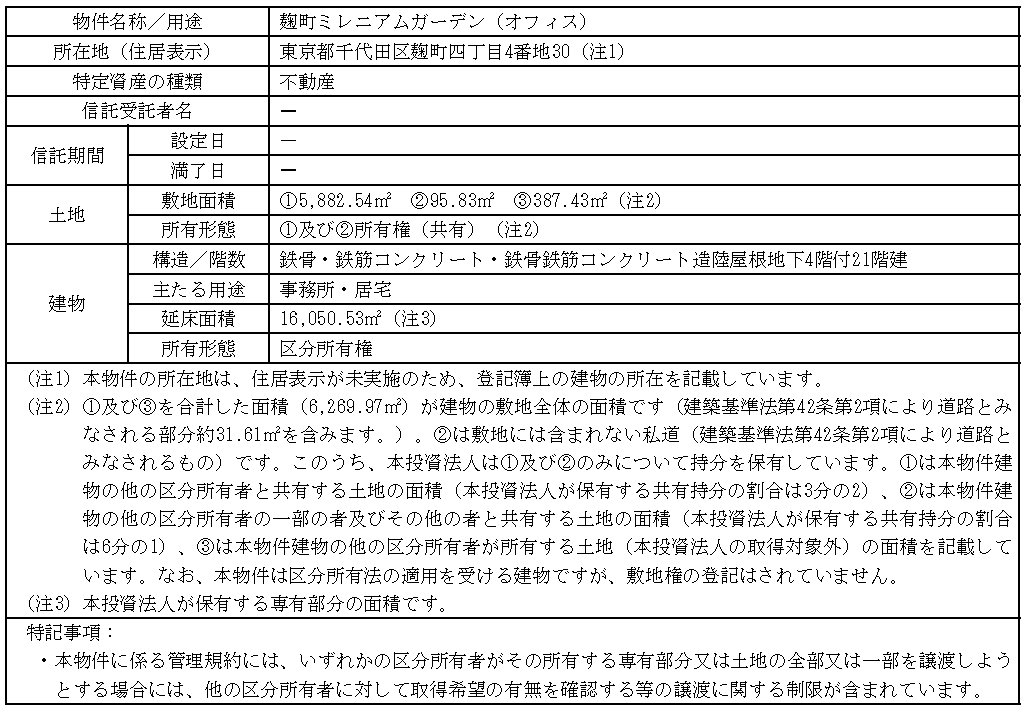 物件名称／用途 麹町ミレニアムガーデン（オフィス）
所在地（住居表示） 東京都千代田区麹町四丁目4番地30（注1）
特定資産の種類 不動産
信託受託者名 ―
信託期間 設定日 ―
満了日 ―
土地 敷地面積 ①5,882.54㎡ ②95.83㎡ ③387.43㎡（注2）
所有形態 ①及び②所有権（共有）（注2）
建物 構造／階数 鉄骨・鉄筋コンクリート・鉄骨鉄筋コンクリート造陸屋根地下4階付21階建
主たる用途 事務所・居宅
延床面積 16,050.53㎡（注3）
所有形態 区分所有権
（注1）本物件の所在地は、住居表示が未実施のため、登記簿上の建物の所在を記載しています。
（注2）①及び③を合計した面積（6,269.97㎡）が建物の敷地全体の面積です（建築基準法第42条第2項により道路とみ
なされる部分約31.61㎡を含みます。）。②は敷地には含まれない私道（建築基準法第42条第2項により道路と
みなされるもの）です。このうち、本投資法人は①及び②のみについて持分を保有しています。①は本物件建
物の他の区分所有者と共有する土地の面積（本投資法人が保有する共有持分の割合は3分の2）、②は本物件建
物の他の区分所有者の一部の者及びその他の者と共有する土地の面積（本投資法人が保有する共有持分の割合
は6分の1）、③は本物件建物の他の区分所有者が所有する土地（本投資法人の取得対象外）の面積を記載して
います。なお、本物件は区分所有法の適用を受ける建物ですが、敷地権の登記はされていません。
（注3）本投資法人が保有する専有部分の面積です。
特記事項：
・本物件に係る管理規約には、いずれかの区分所有者がその所有する専有部分又は土地の全部又は一部を譲渡しよう
とする場合には、他の区分所有者に対して取得希望の有無を確認する等の譲渡に関する制限が含まれています。